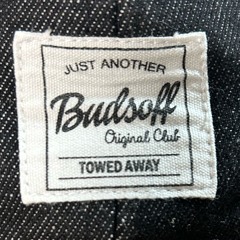 JUST ANOTHER
Budsoff
Original Club
TOWED AWAY